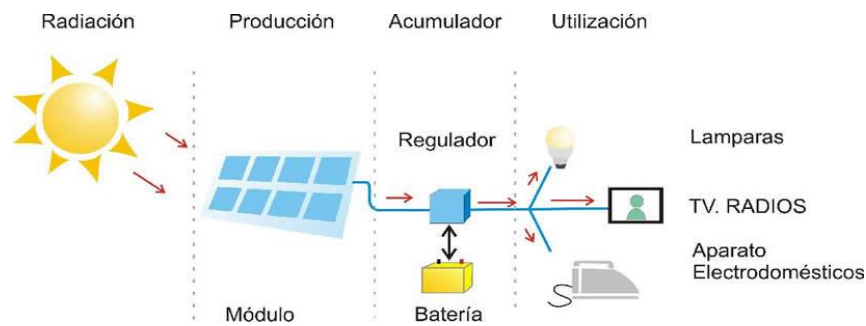 Radiación
Producción
Acumulador
Utilización
Regulador
Lamparas
TV. RADIOS
Aparato
Electrodomésticos
Módulo
Batería